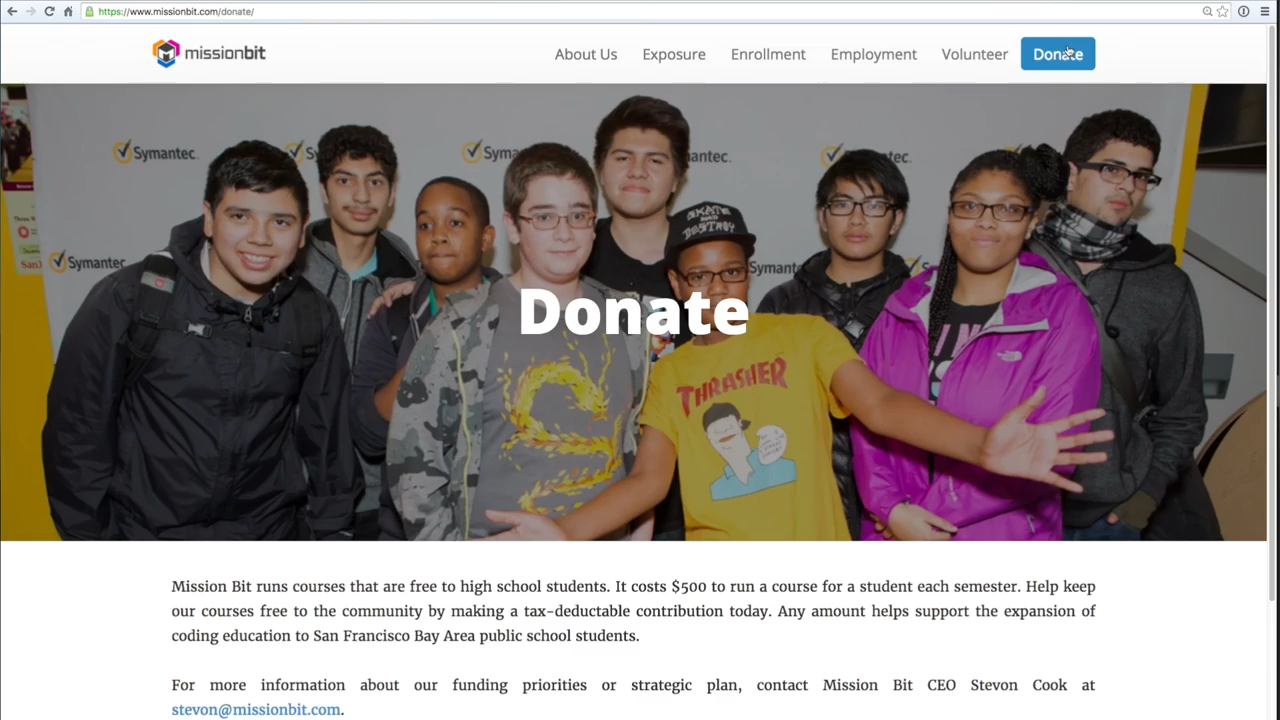 https://www.missionbit.com/donate/
missionbit
About Us Exposure Enrollment Employment Volunteer Donate
Symantec
Symantec
Symantec
SKATE AND DESTROY
Donate
THRASHER
Mission Bit runs courses that are free to high school students. It costs $500 to run a course for a student each semester. Help keep
our courses free to the community by making a tax-deductible contribution today. Any amount helps support the expansion of
coding education to San Francisco Bay Area public school students.
For more information about our funding priorities or strategic plan, contact Mission Bit CEO Stevon Cook at
stevon@missionbit.com.